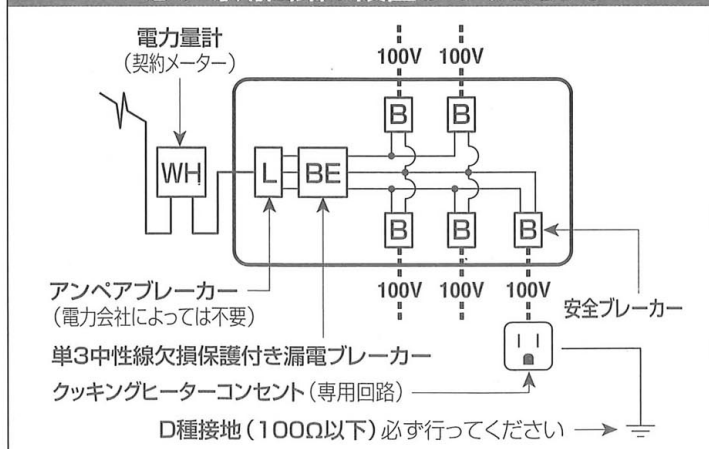 電力量計
(契約メーター)
100V 100V
B B
WH L BE
B B B
100V 100V 100V
アンペアブレーカー
(電力会社によっては不要)
安全ブレーカー
単3中性線欠損保護付き漏電ブレーカー
クッキングヒーターコンセント(専用回路)
D種接地(100Ω以下)必ず行ってください